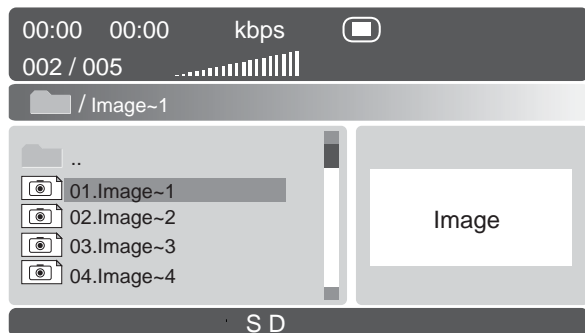 00:00 00:00 kbps
002 / 005
/ Image~1
..
01.Image~1
02.Image~2
03.Image~3
04.Image~4
Image
S D